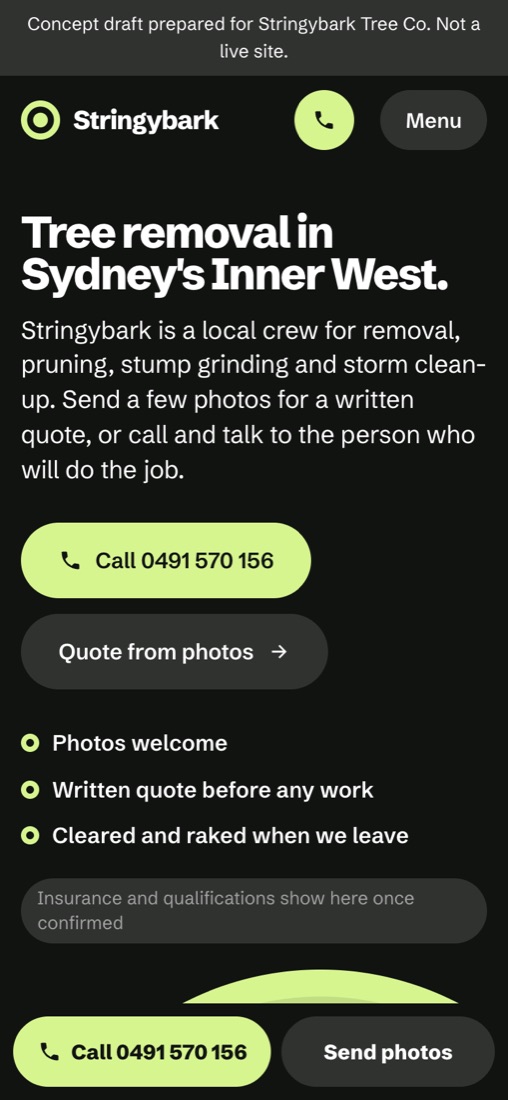 Concept draft prepared for Stringybark Tree Co. Not a
live site.
Stringybark
Menu
Tree removal in
Sydney's Inner West.
Stringybark is a local crew for removal,
pruning, stump grinding and storm clean-
up. Send a few photos for a written
quote, or call and talk to the person who
will do the job.
Call 0491 570 156
Quote from photos →
Photos welcome
Written quote before any work
Cleared and raked when we leave
Insurance and qualifications show here once
confirmed
Call 0491 570 156
Send photos